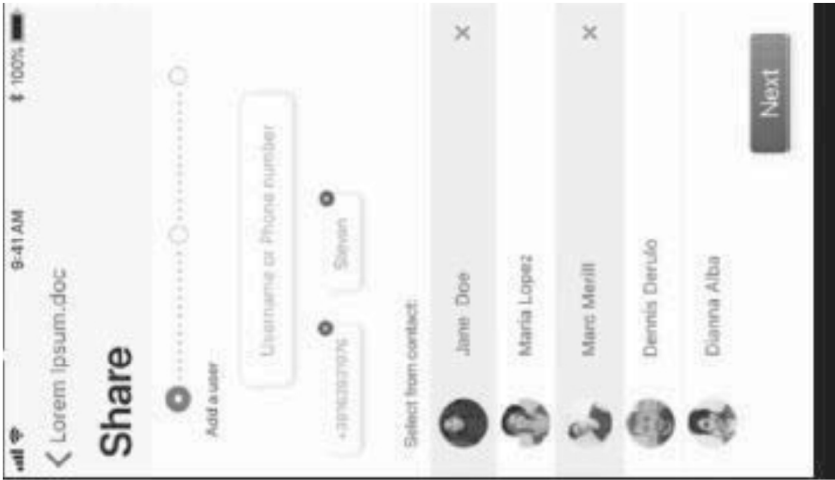 9:41 AM
100%
Lorem Ipsum.doc
Share
Add a user
Username or Phone number
Stevan
Select from contact:
Jane Doe
Maria Lopez
Marc Merill
Dennis Derulo
Dianna Alba
Next